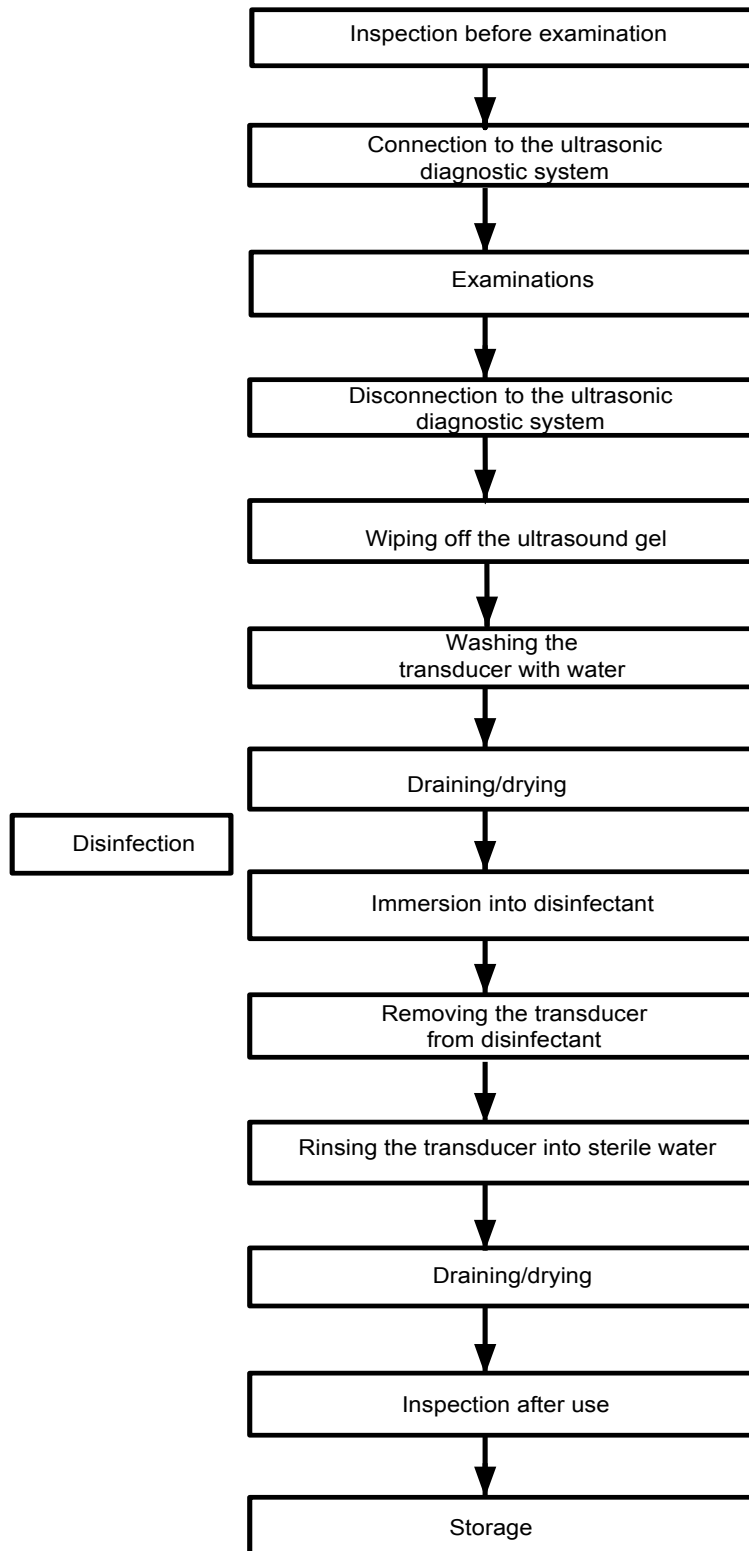 Inspection before examination
Connection to the ultrasonic
diagnostic system
Examinations
Disconnection to the ultrasonic
diagnostic system
Wiping off the ultrasound gel
Washing the
transducer with water
Draining/drying
Disinfection
Immersion into disinfectant
Removing the transducer
from disinfectant
Rinsing the transducer into sterile water
Draining/drying
Inspection after use
Storage